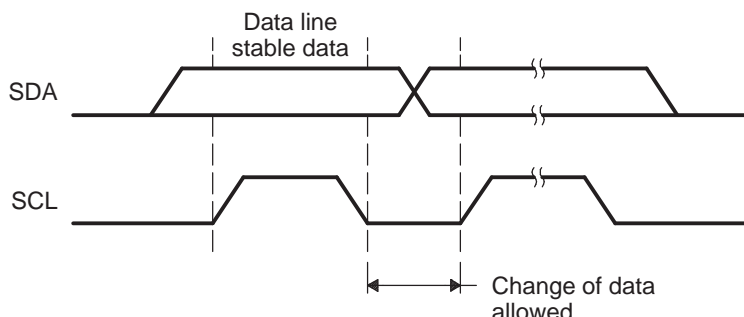 Data line
stable data
SDA
SCL
Change of data
allowed